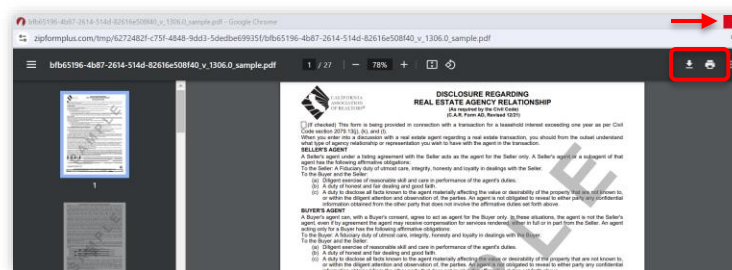 bfb65196-4b87-2614-514d-82616e508f40_v_1306.0_sample.pdf - Google Chrome
zipformplus.com/tmp/6272482f-c75f-4848-9dd3-5dedbe69935f/bfb65196-4b87-2614-514d-82616e508f40_v_1306.0_sample.pdf
bfb65196-4b87-2614-514d-82616e508f40_v_1306.0_sample.pdf
1 / 27 | − 78% +
1
CALIFORNIA
ASSOCIATION
OF REALTORS®
DISCLOSURE REGARDING
REAL ESTATE AGENCY RELATIONSHIP
(As required by the Civil Code)
(C.A.R. Form AD, Revised 12/21)
(If checked) This form is being provided in connection with a transaction for a leasehold interest exceeding one year as per Civil
Code section 2079.13(j), (k), and (l).
When you enter into a discussion with a real estate agent regarding a real estate transaction, you should from the outset understand
what type of agency relationship or representation you wish to have with the agent in the transaction.
SELLER'S AGENT
A Seller's agent under a listing agreement with the Seller acts as the agent for the Seller only. A Seller's agent or a subagent of that
agent has the following affirmative obligations:
To the Seller: A Fiduciary duty of utmost care, integrity, honesty and loyalty in dealings with the Seller.
To the Buyer and the Seller:
(a) Diligent exercise of reasonable skill and care in performance of the agent's duties.
(b) A duty of honest and fair dealing and good faith.
(c) A duty to disclose all facts known to the agent materially affecting the value or desirability of the property that are not known to,
or within the diligent attention and observation of, the parties. An agent is not obligated to reveal to either party any confidential
information obtained from the other party that does not involve the affirmative duties set forth above.
BUYER'S AGENT
A Buyer's agent can, with a Buyer's consent, agree to act as agent for the Buyer only. In these situations, the agent is not the Seller's
agent, even if by agreement the agent may receive compensation for services rendered, either in full or in part from the Seller. An agent
acting only for a Buyer has the following affirmative obligations:
To the Buyer: A fiduciary duty of utmost care, integrity, honesty and loyalty in dealings with the Buyer.
To the Buyer and the Seller:
(a) Diligent exercise of reasonable skill and care in performance of the agent's duties.
(b) A duty of honest and fair dealing and good faith.
(c) A duty to disclose all facts known to the agent materially affecting the value or desirability of the property that are not known to,
or within the diligent attention and observation of, the parties. An agent is not obligated to reveal to either party any confidential